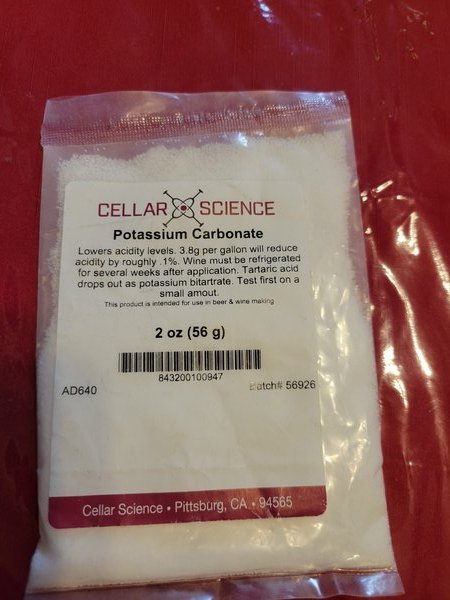 CELLAR SCIENCE
Potassium Carbonate
Lowers acidity levels. 3.8g per gallon will reduce
acidity by roughly .1%. Wine must be refrigerated
for several weeks after application. Tartaric acid
drops out as potassium bitartrate. Test first on a
small amout.
This product is intended for use in beer & wine making
2 oz (56 g)
843200100947
AD640 Batch# 56926
Cellar Science • Pittsburg, CA • 94565